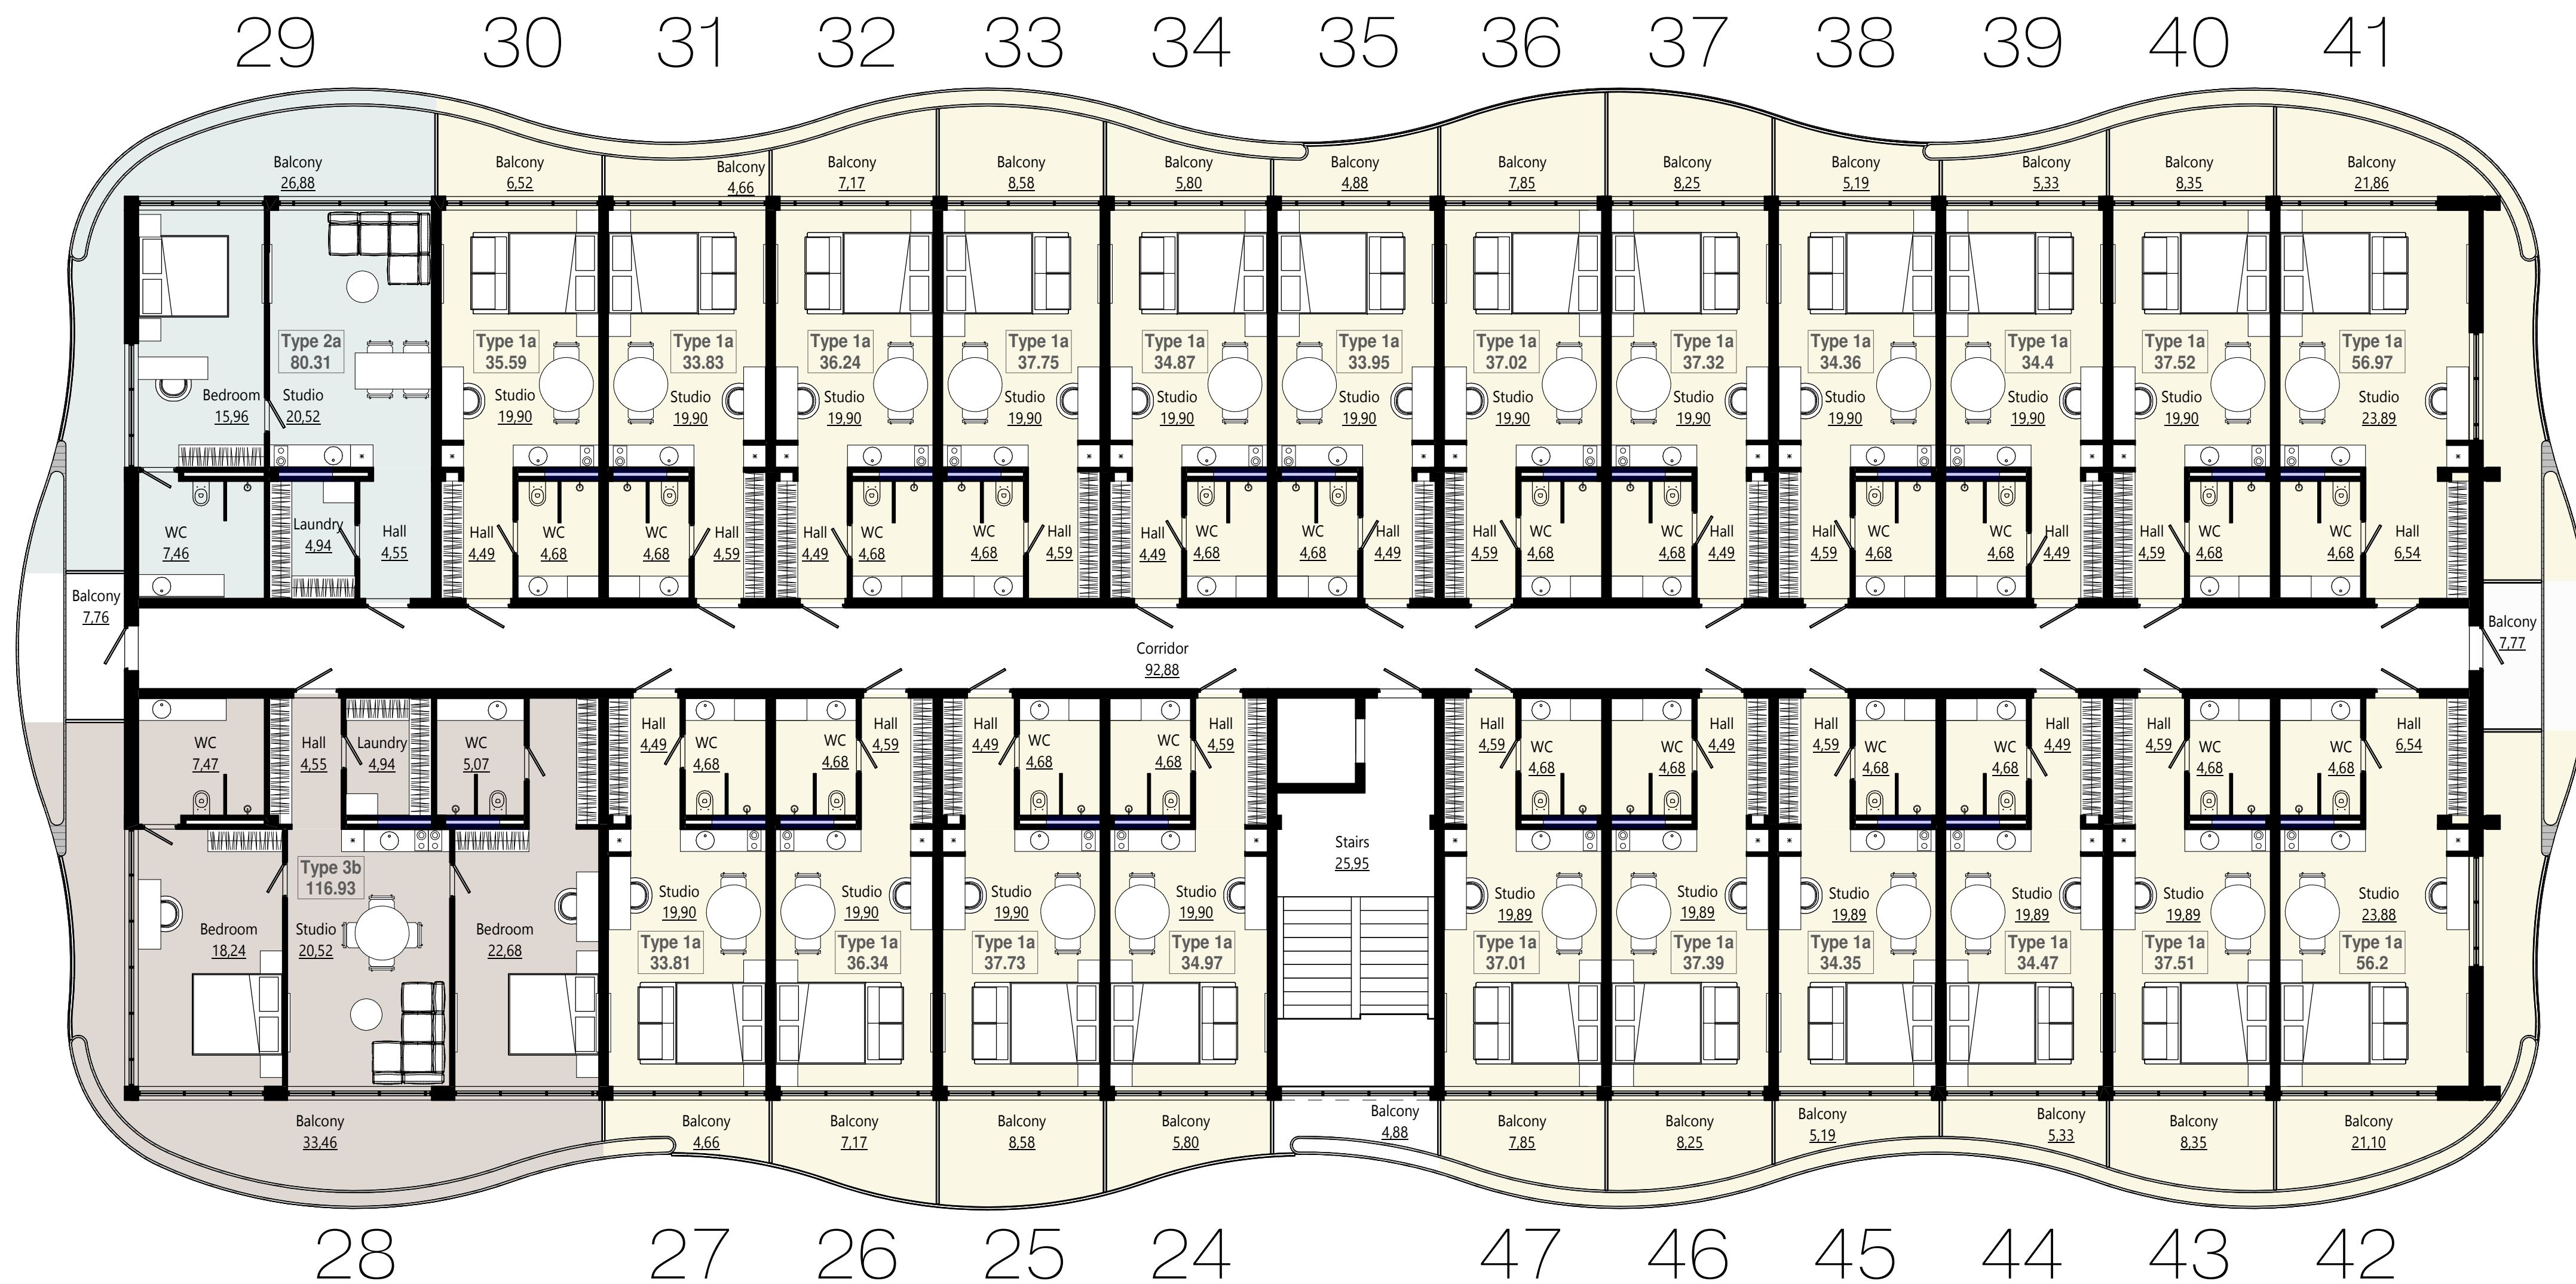 29 30 31 32 33 34 35 36 37 38 39 40 41
Balcony Balcony Balcony Balcony Balcony Balcony Balcony Balcony Balcony Balcony Balcony Balcony Balcony
26,88 6,52 4,66 7,17 8,58 5,80 4,88 7,85 8,25 5,19 5,33 8,35 21,86
Type 2a Type 1a Type 1a Type 1a Type 1a Type 1a Type 1a Type 1a Type 1a Type 1a Type 1a Type 1a Type 1a
80.31 35.59 33.83 36.24 37.75 34.87 33.95 37.02 37.32 34.36 34.4 37.52 56.97
Bedroom Studio Studio Studio Studio Studio Studio Studio Studio Studio Studio Studio Studio Studio
15,96 20,52 19,90 19,90 19,90 19,90 19,90 19,90 19,90 19,90 19,90 19,90 19,90 23,89
WC Laundry Hall Hall WC WC Hall Hall WC WC Hall Hall WC WC Hall Hall WC WC Hall Hall WC WC Hall Hall WC WC Hall
7,46 4,94 4,55 4,49 4,68 4,68 4,59 4,49 4,68 4,68 4,59 4,49 4,68 4,68 4,49 4,59 4,68 4,68 4,49 4,59 4,68 4,68 4,49 4,59 4,68 4,68 6,54
Balcony Corridor Balcony
7,76 92,88 7,77
WC Hall Laundry WC Hall WC WC Hall Hall WC WC Hall Hall WC WC Hall Hall WC WC Hall Hall WC WC Hall
7,47 4,55 4,94 5,07 4,49 4,68 4,68 4,59 4,49 4,68 4,68 4,59 4,59 4,68 4,68 4,49 4,59 4,68 4,68 4,49 4,59 4,68 4,68 6,54
Stairs
25,95
Type 3b
116.93
Bedroom Studio Bedroom Studio Studio Studio Studio Studio Studio Studio Studio Studio Studio
18,24 20,52 22,68 19,90 19,90 19,90 19,90 19,89 19,89 19,89 19,89 19,89 23,88
Type 1a Type 1a Type 1a Type 1a Type 1a Type 1a Type 1a Type 1a Type 1a Type 1a
33.81 36.34 37.73 34.97 37.01 37.39 34.35 34.47 37.51 56.2
Balcony Balcony Balcony Balcony Balcony Balcony Balcony Balcony Balcony Balcony Balcony Balcony
33,46 4,66 7,17 8,58 5,80 4,88 7,85 8,25 5,19 5,33 8,35 21,10
28 27 26 25 24 47 46 45 44 43 42